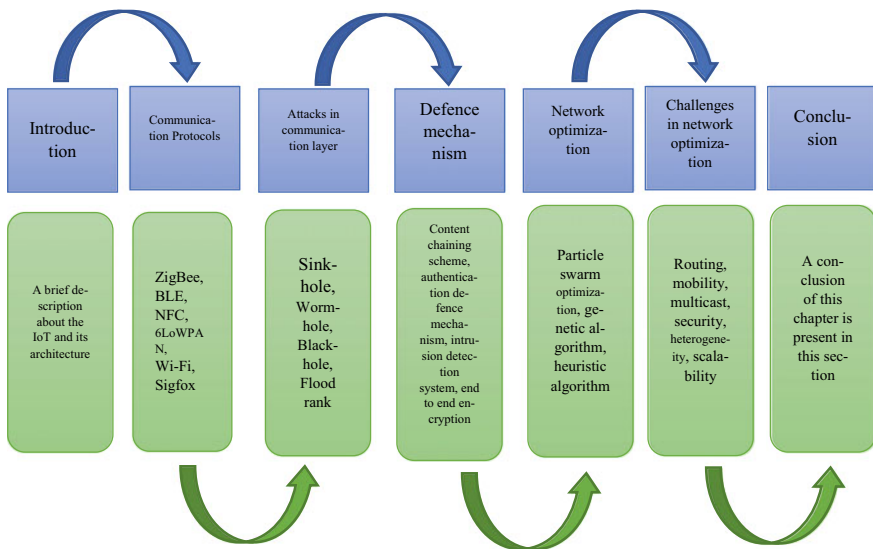 Introduc-
tion
Communica-
tion Protocols
Attacks in
communica-
tion layer
Defence
mecha-
nism
Network
optimization
Challenges
in network
optimiza-
tion
Conclu-
sion
A brief de-
scription
about the
IoT and its
architecture
ZigBee,
BLE,
NFC,
6LoWPA
N,
Wi-Fi,
Sigfox
Sink-
hole,
Worm-
hole,
Black-
hole,
Flood
rank
Content
chaining
scheme,
authentica-
tion de-
fence
mecha-
nism, intru-
sion detec-
tion
system, end
to end en-
cryption
Particle
swarm
optimiza-
tion, ge-
netic al-
gorithm,
heuristic
algorithm
Routing,
mobility,
multicast,
security,
heterogene-
ity, scala-
bility
A con-
clusion
of this
chapter is
present in
this sec-
tion